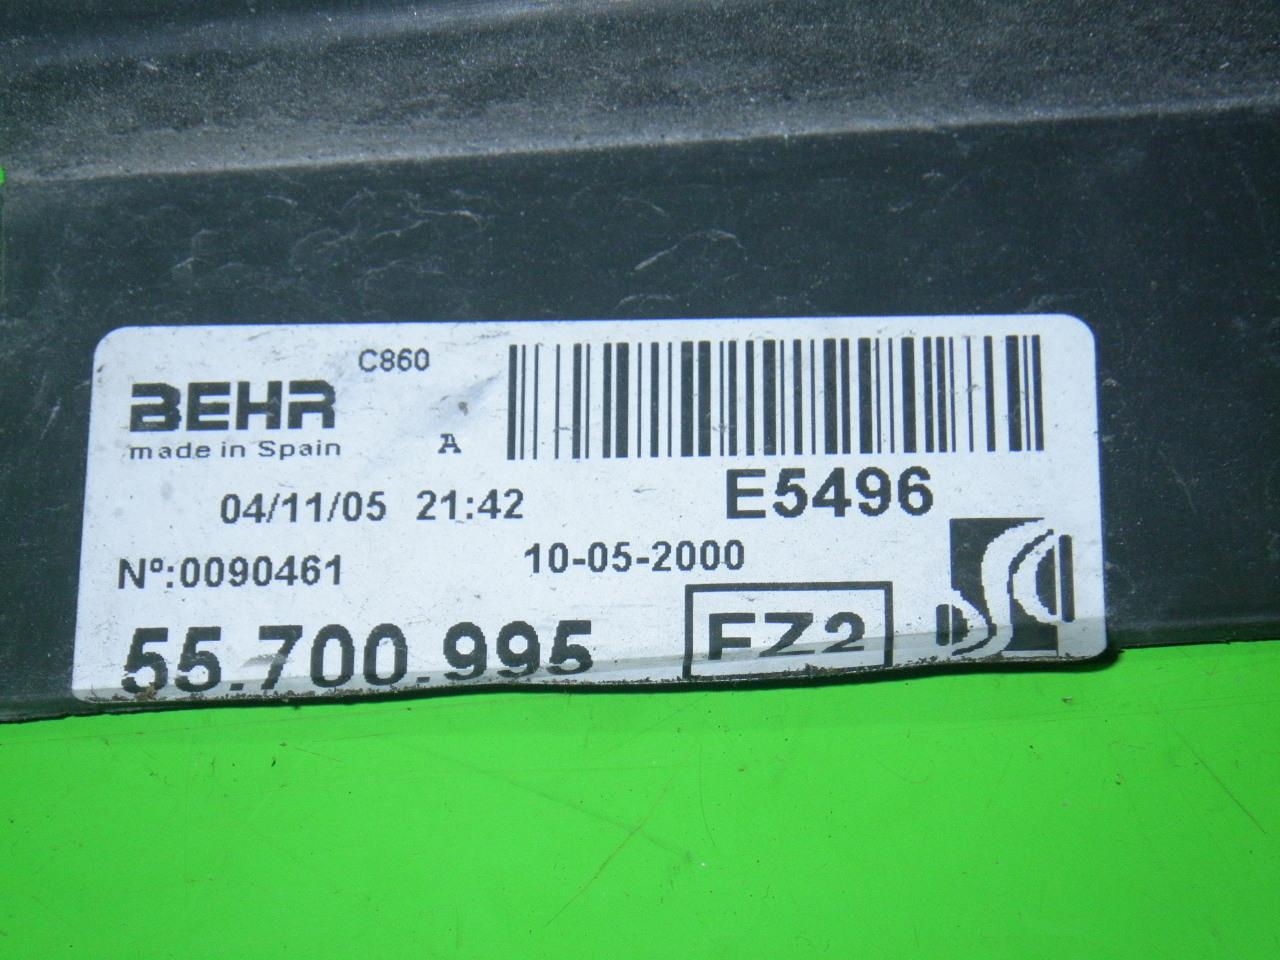 C860
BEHR
made in Spain
A
E5496
04/11/05 21:42
Nº:0090461
10-05-2000
55.700.995
FZ2